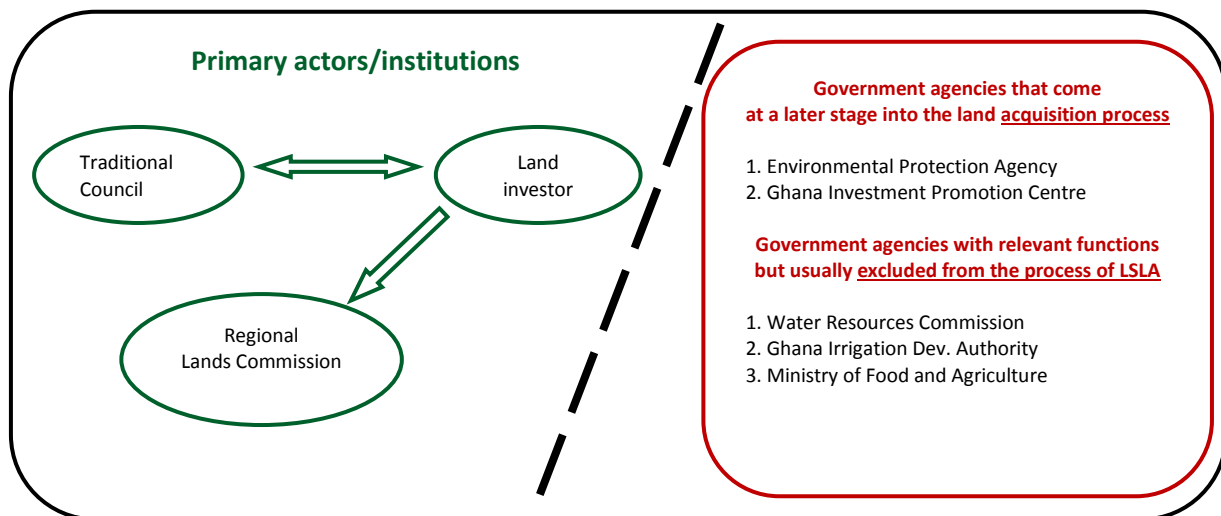 Primary actors/institutions
Traditional
Council
Land
investor
Regional
Lands Commission
Government agencies that come
at a later stage into the land acquisition process
1. Environmental Protection Agency
2. Ghana Investment Promotion Centre
Government agencies with relevant functions
but usually excluded from the process of LSLA
1. Water Resources Commission
2. Ghana Irrigation Dev. Authority
3. Ministry of Food and Agriculture